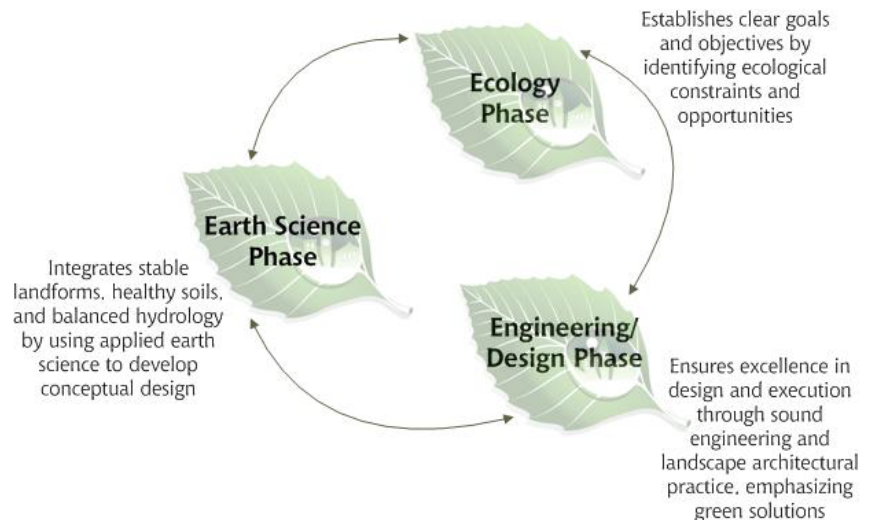 Ecology
Phase
Establishes clear goals
and objectives by
identifying ecological
constraints and
opportunities
Earth Science
Phase
Integrates stable
landforms, healthy soils,
and balanced hydrology
by using applied earth
science to develop
conceptual design
Engineering/
Design Phase
Ensures excellence in
design and execution
through sound
engineering and
landscape architectural
practice, emphasizing
green solutions